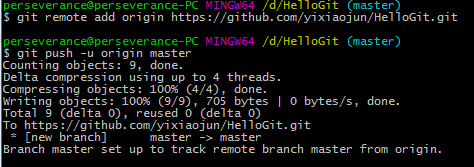 perseverance@perseverance-PC MINGW64 /d/HelloGit (master)
$ git remote add origin https://github.com/yixiaojun/HelloGit.git
perseverance@perseverance-PC MINGW64 /d/HelloGit (master)
$ git push -u origin master
Counting objects: 9, done.
Delta compression using up to 4 threads.
Compressing objects: 100% (4/4), done.
Writing objects: 100% (9/9), 705 bytes | 0 bytes/s, done.
Total 9 (delta 0), reused 0 (delta 0)
To https://github.com/yixiaojun/HelloGit.git
 * [new branch]      master -> master
Branch master set up to track remote branch master from origin.